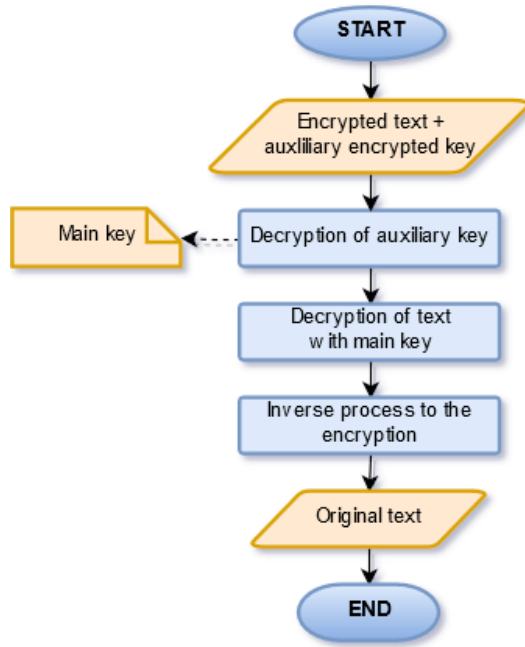 START
Encrypted text +
auxliliary encrypted key
Main key
Decryption of auxiliary key
Decryption of text
with main key
Inverse process to the
encryption
Original text
END